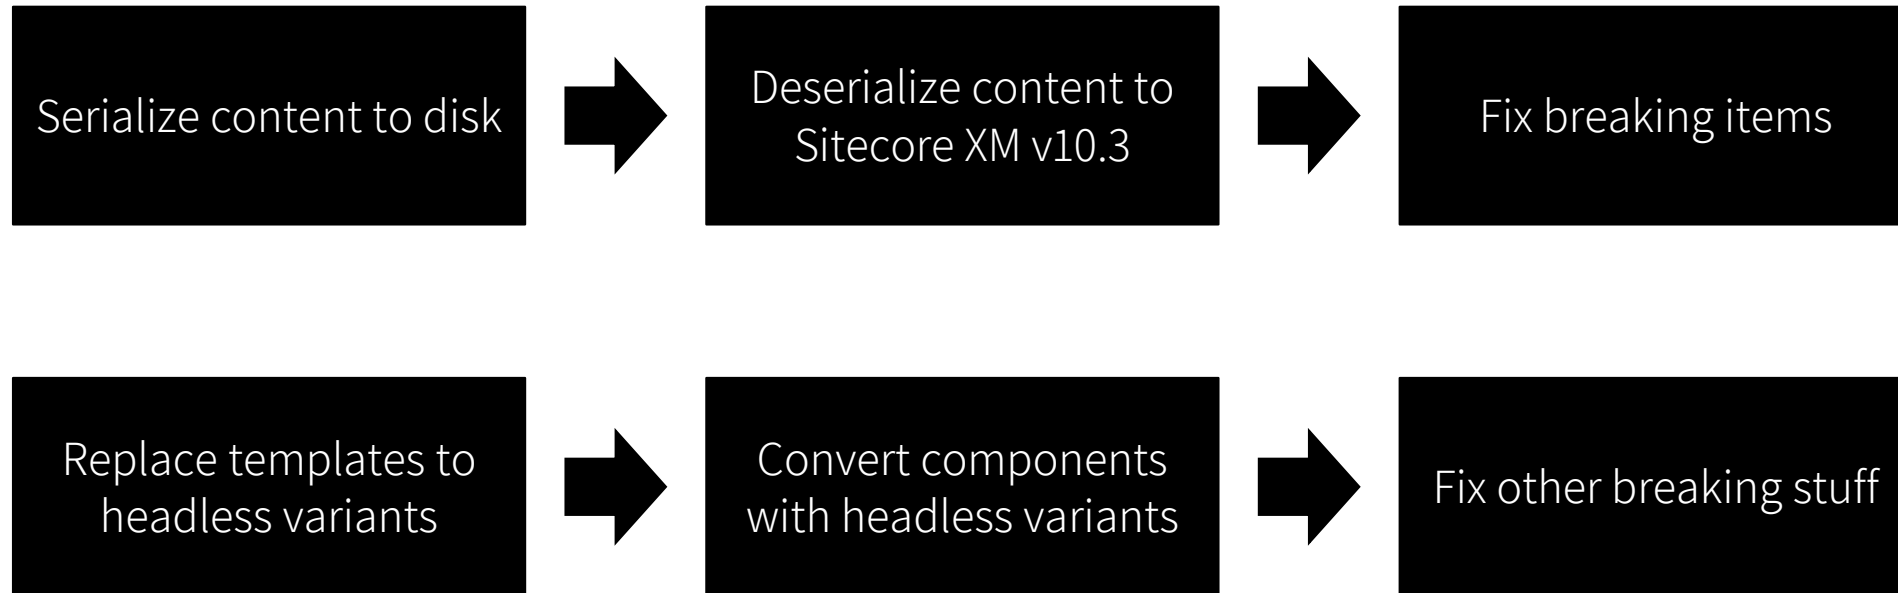 Serialize content to disk
Deserialize content to
Sitecore XM v10.3
Fix breaking items
Replace templates to
headless variants
Convert components
with headless variants
Fix other breaking stuff